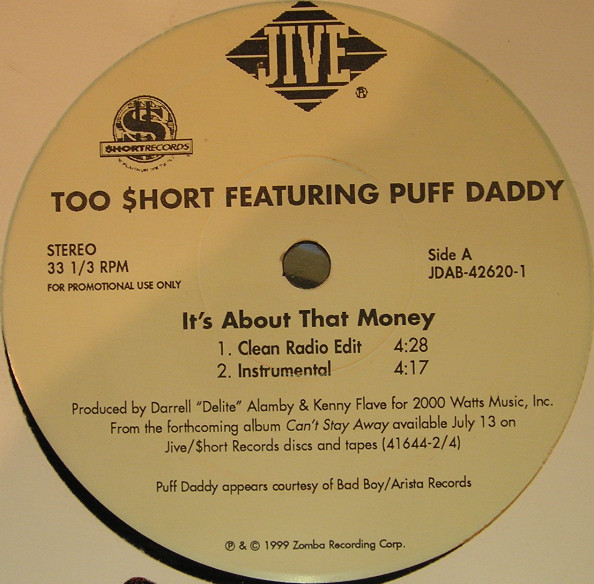 JIVE
®
$
$HORTRECORDS
TOO $HORT FEATURING PUFF DADDY
STEREO
33 1/3 RPM
FOR PROMOTIONAL USE ONLY
Side A
JDAB-42620-1
It's About That Money
1. Clean Radio Edit 4:28
2. Instrumental 4:17
Produced by Darrell "Delite" Alamby & Kenny Flave for 2000 Watts Music, Inc.
From the forthcoming album Can't Stay Away available July 13 on
Jive/$hort Records discs and tapes (41644-2/4)
Puff Daddy appears courtesy of Bad Boy/Arista Records
℗ & © 1999 Zomba Recording Corp.